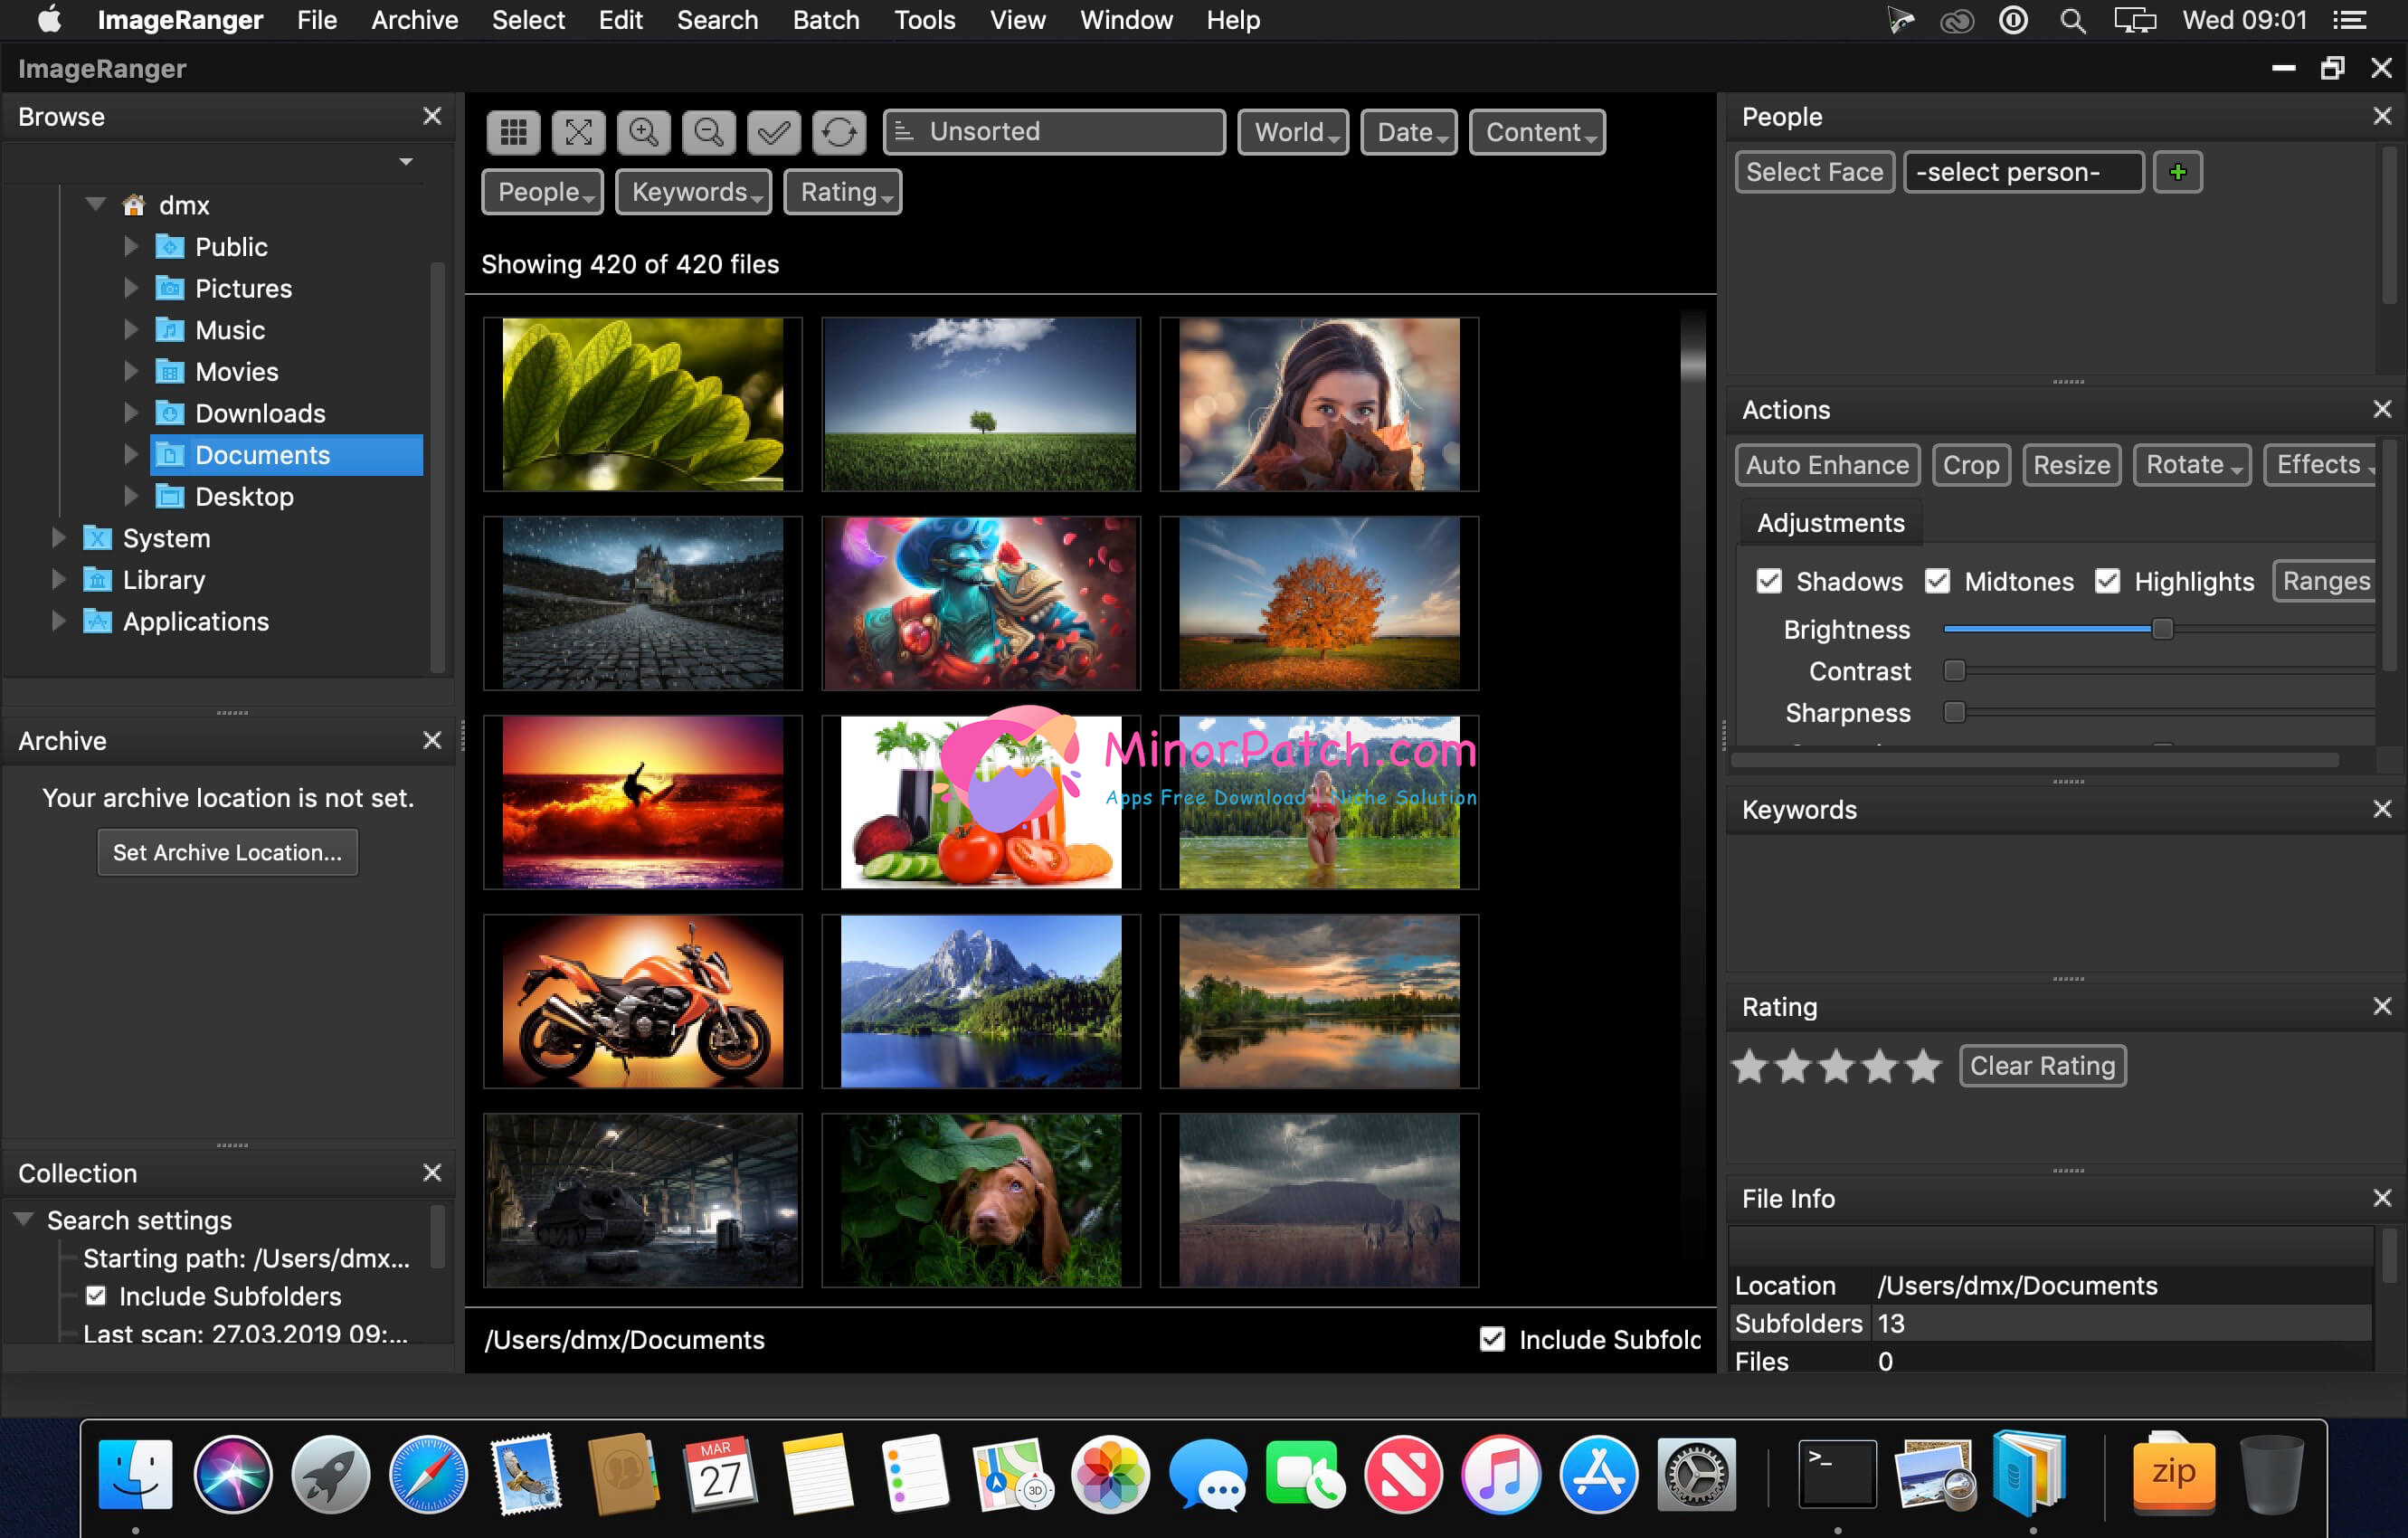 ImageRanger File Archive Select Edit Search Batch Tools View Window Help Wed 09:01
ImageRanger
Browse
dmx
Public
Pictures
Music
Movies
Downloads
Documents
Desktop
System
Library
Applications
Archive
Your archive location is not set.
Set Archive Location...
Collection
Search settings
Starting path: /Users/dmx...
Include Subfolders
Last scan: 27.03.2019 09:...
Unsorted World Date Content
People Keywords Rating
Showing 420 of 420 files
MinorPatch.com
Apps Free Download | Niche Solution
/Users/dmx/Documents Include Subfolc
People
Select Face -select person-
Actions
Auto Enhance Crop Resize Rotate Effects
Adjustments
Shadows Midtones Highlights Ranges
Brightness
Contrast
Sharpness
Keywords
Rating
Clear Rating
File Info
Location /Users/dmx/Documents
Subfolders 13
Files 0
MAR
27
3D
>_
zip